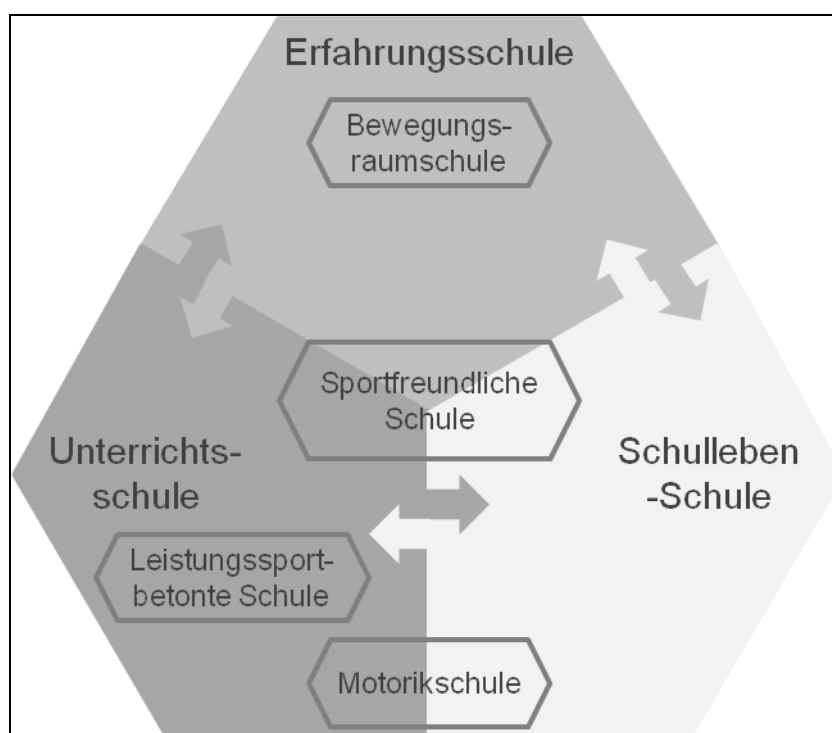 Erfahrungsschule
Bewegungs-
raumschule
Sportfreundliche
Schule
Unterrichts-
schule
Schulleben
-Schule
Leistungssport-
betonte Schule
Motorikschule